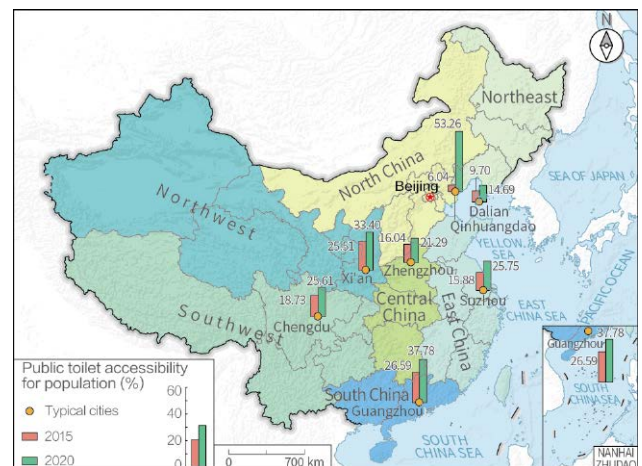 N
Northeast
53.26
North China
6.04
9.70
Beijing
14.69
SEA OF JAPAN
Dalian
Qinhuangdao
Northwest
33.40
25.51
16.04
21.29
YELLOW
SEA
Xi'an
Zhengzhou
25.75
15.88
Central
China
East China
Suzhou
PACIFIC OCEAN
EAST
CHINA SEA
Southwest
25.61
18.73
Chengdu
37.78
26.59
South China
Guangzhou
SOUTH
CHINA SEA
Guangzhou
37.78
26.59
SOUTH
CHINA SEA
NANHAI
ZHUDAO
Public toilet accessibility
for population (%)
60
Typical cities
40
2015
20
2020
0
0
700 km